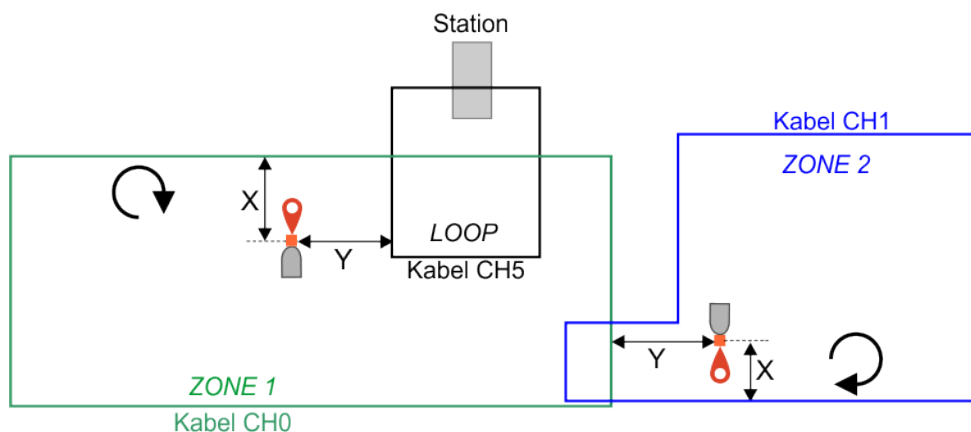 Station
Kabel CH1
ZONE 2
X
LOOP
Y
Kabel CH5
Y
X
ZONE 1
Kabel CH0